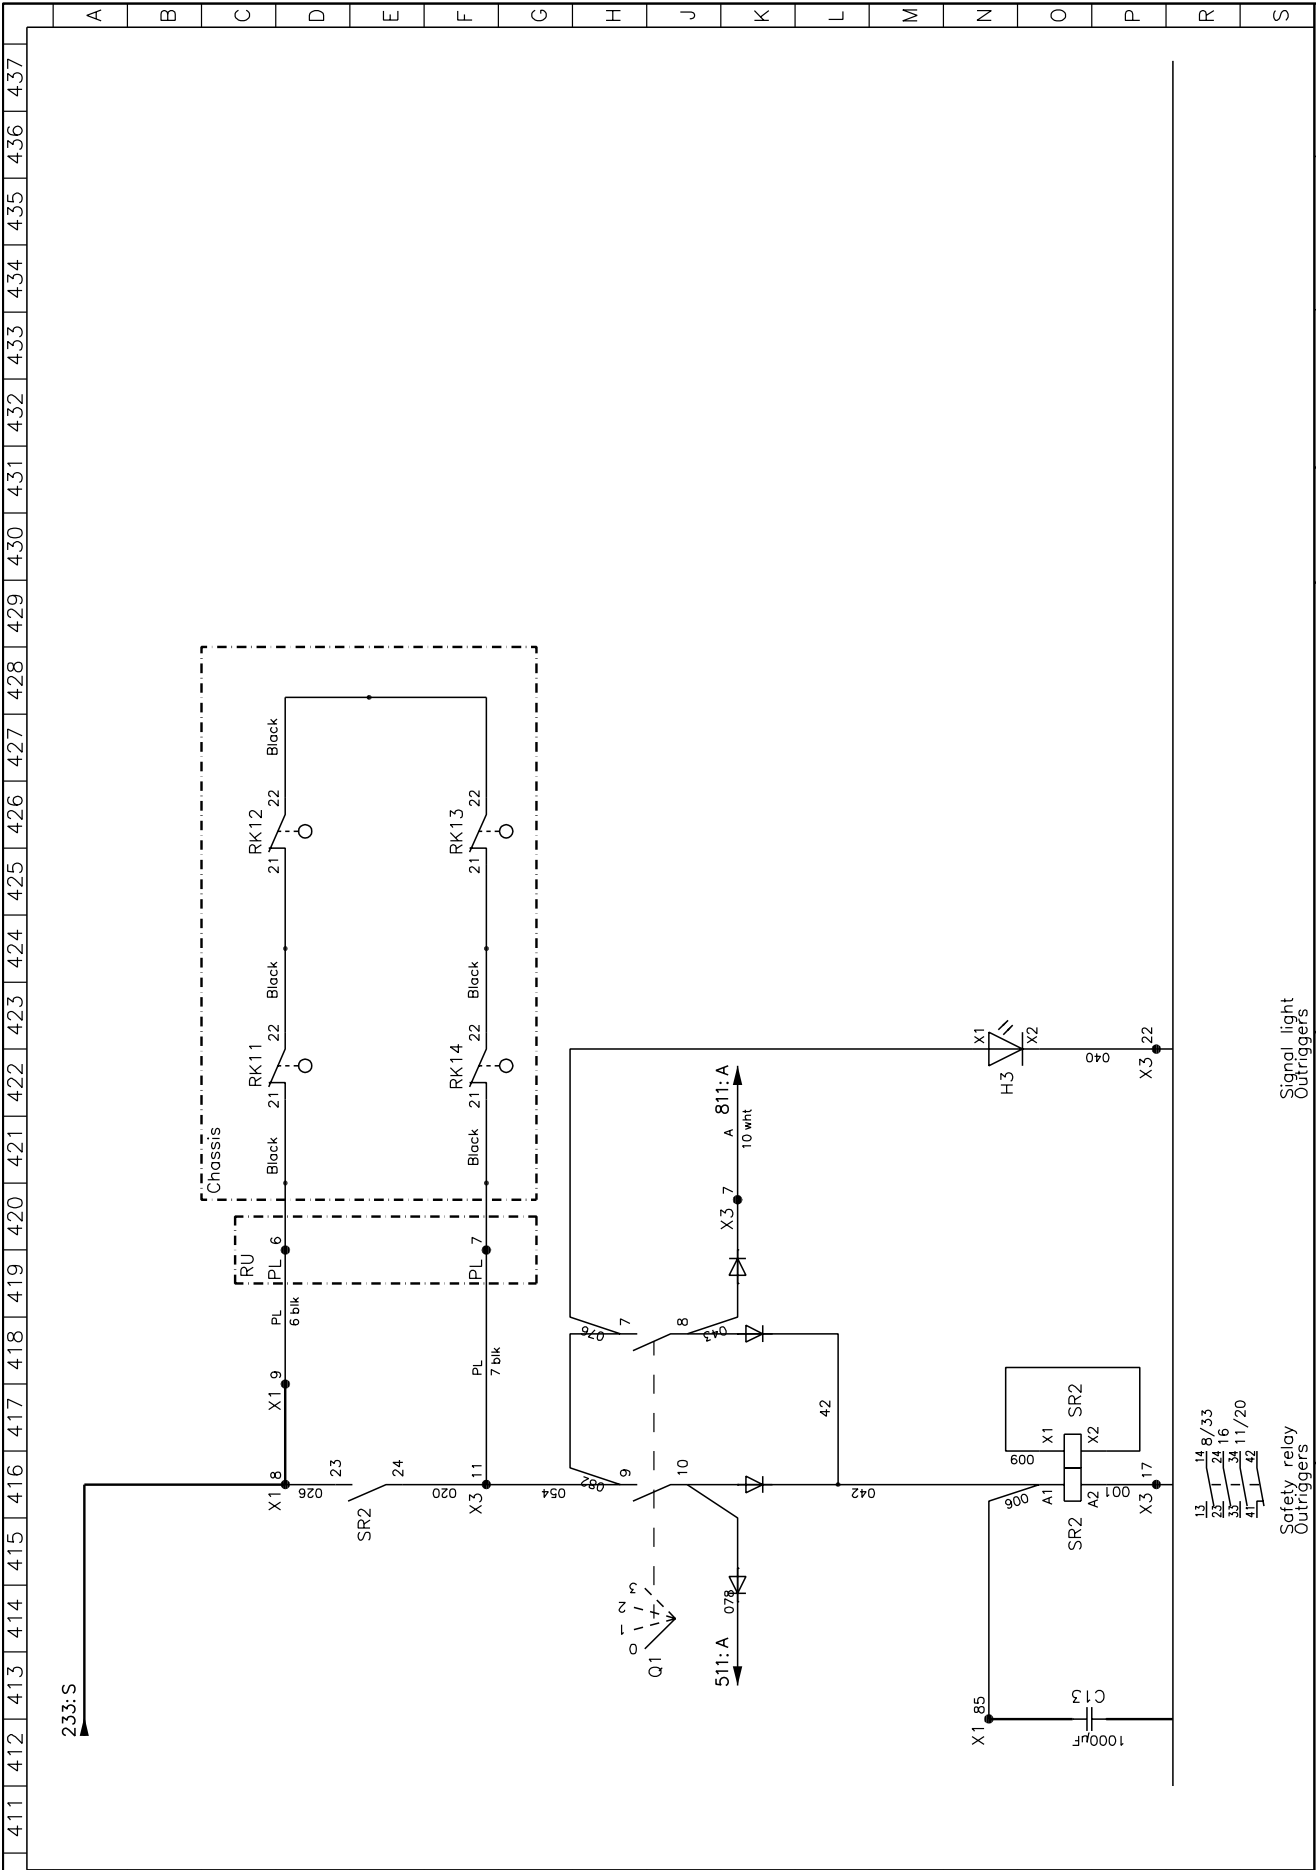 411 412 413 414 415 416 417 418 419 420 421 422 423 424 425 426 427 428 429 430 431 432 433 434 435 436 437
A
B
C
D
E
F
G
H
J
K
L
M
N
O
P
R
S
233:S
Chassis
RU
X1 8
X1 9
PL 6 blk
PL 6
Black
RK11
21 22
Black
RK12
21 22
Black
026
23
SR2
24
020
X3 11
PL 7 blk
PL 7
Black
RK14
21 22
Black
RK13
21 22
054
082
076
Q1
0 1 2 3
9
10
7
8
043
511:A
078
X3 7
A
10 wht
811:A
42
042
X1 85
C13
1000µF
006
009
A1
X1
SR2
SR2
A2
X2
001
X3 17
X1
H3
X2
040
X3 22
13 14 8/33
23 24 16
33 34 11/20
41 42
Safety relay
Outriggers
Signal light
Outriggers